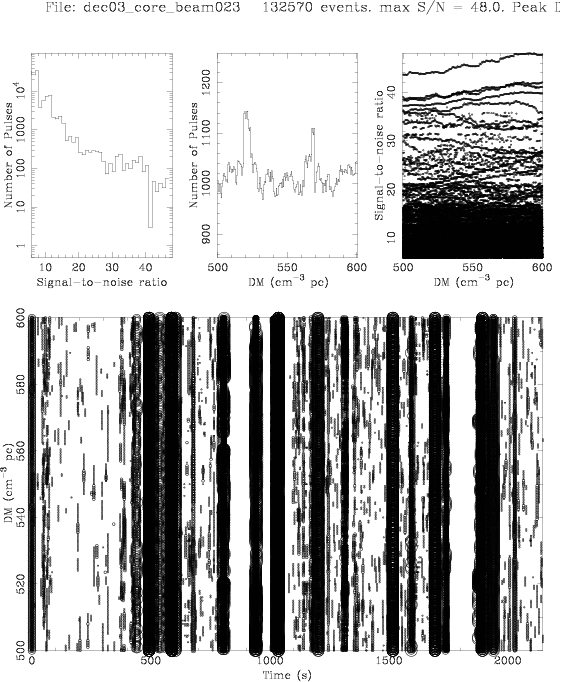 File: dec03_core_beam023 132570 events. max S/N = 48.0. Peak D
Number of Pulses
1 10 100 1000 10^4
10 20 30 40
Signal-to-noise ratio
Number of Pulses
900 1000 1100 1200
500 550 600
DM (cm^-3 pc)
Signal-to-noise ratio
10 20 30 40
500 550 600
DM (cm^-3 pc)
DM (cm^-3 pc)
500 520 540 560 580 600
0 500 1000 1500 2000
Time (s)